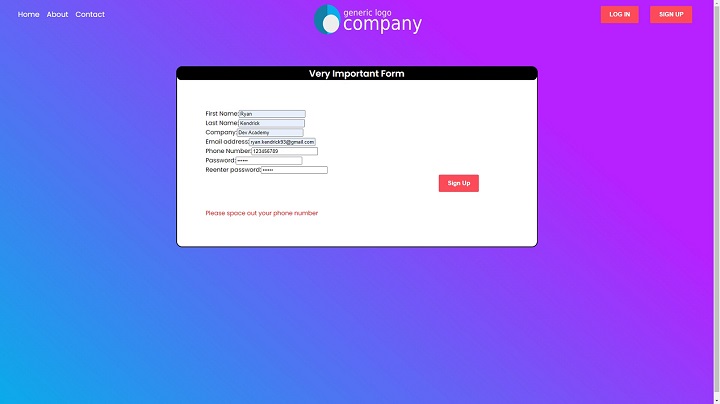 Home About Contact
generic logo
company
LOG IN SIGN UP
Very Important Form
First Name: Ryan
Last Name: Kendrick
Company: Dev Academy
Email address: ryan.kendrick93@gmail.com
Phone Number: 123456789
Password: ••••••
Reenter password: ••••••
Sign Up
Please space out your phone number